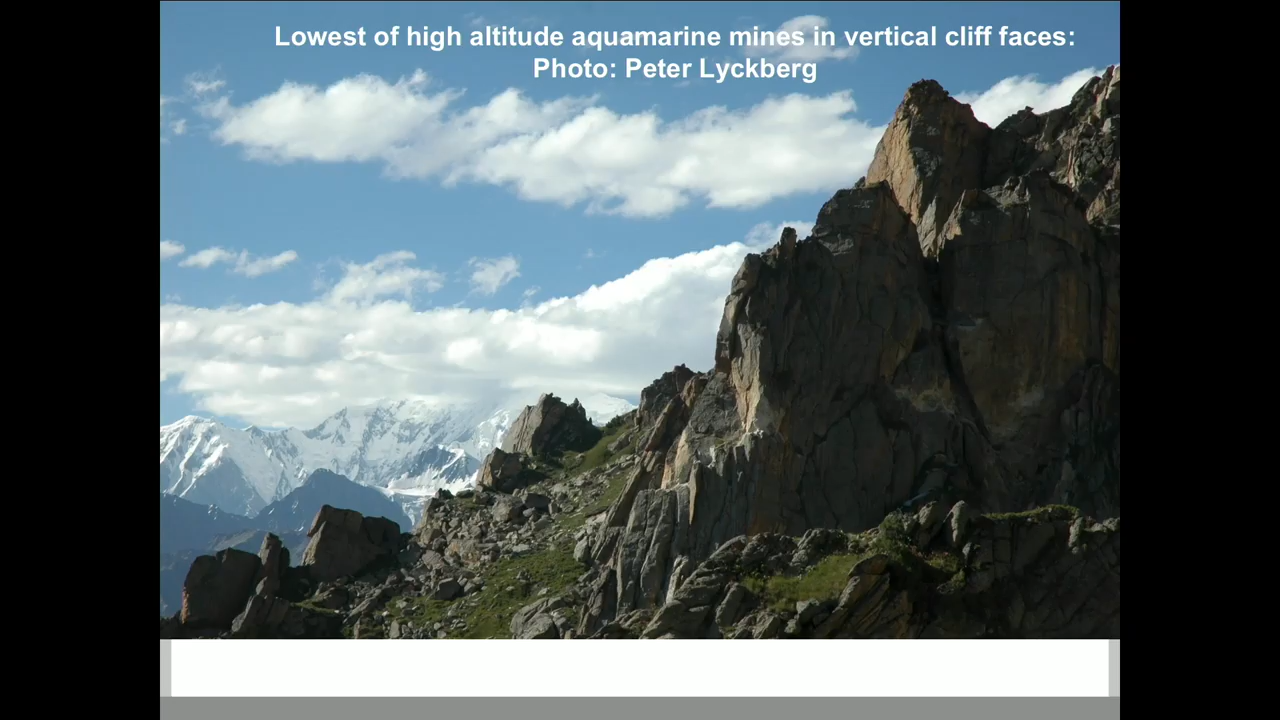 Lowest of high altitude aquamarine mines in vertical cliff faces:
Photo: Peter Lyckberg